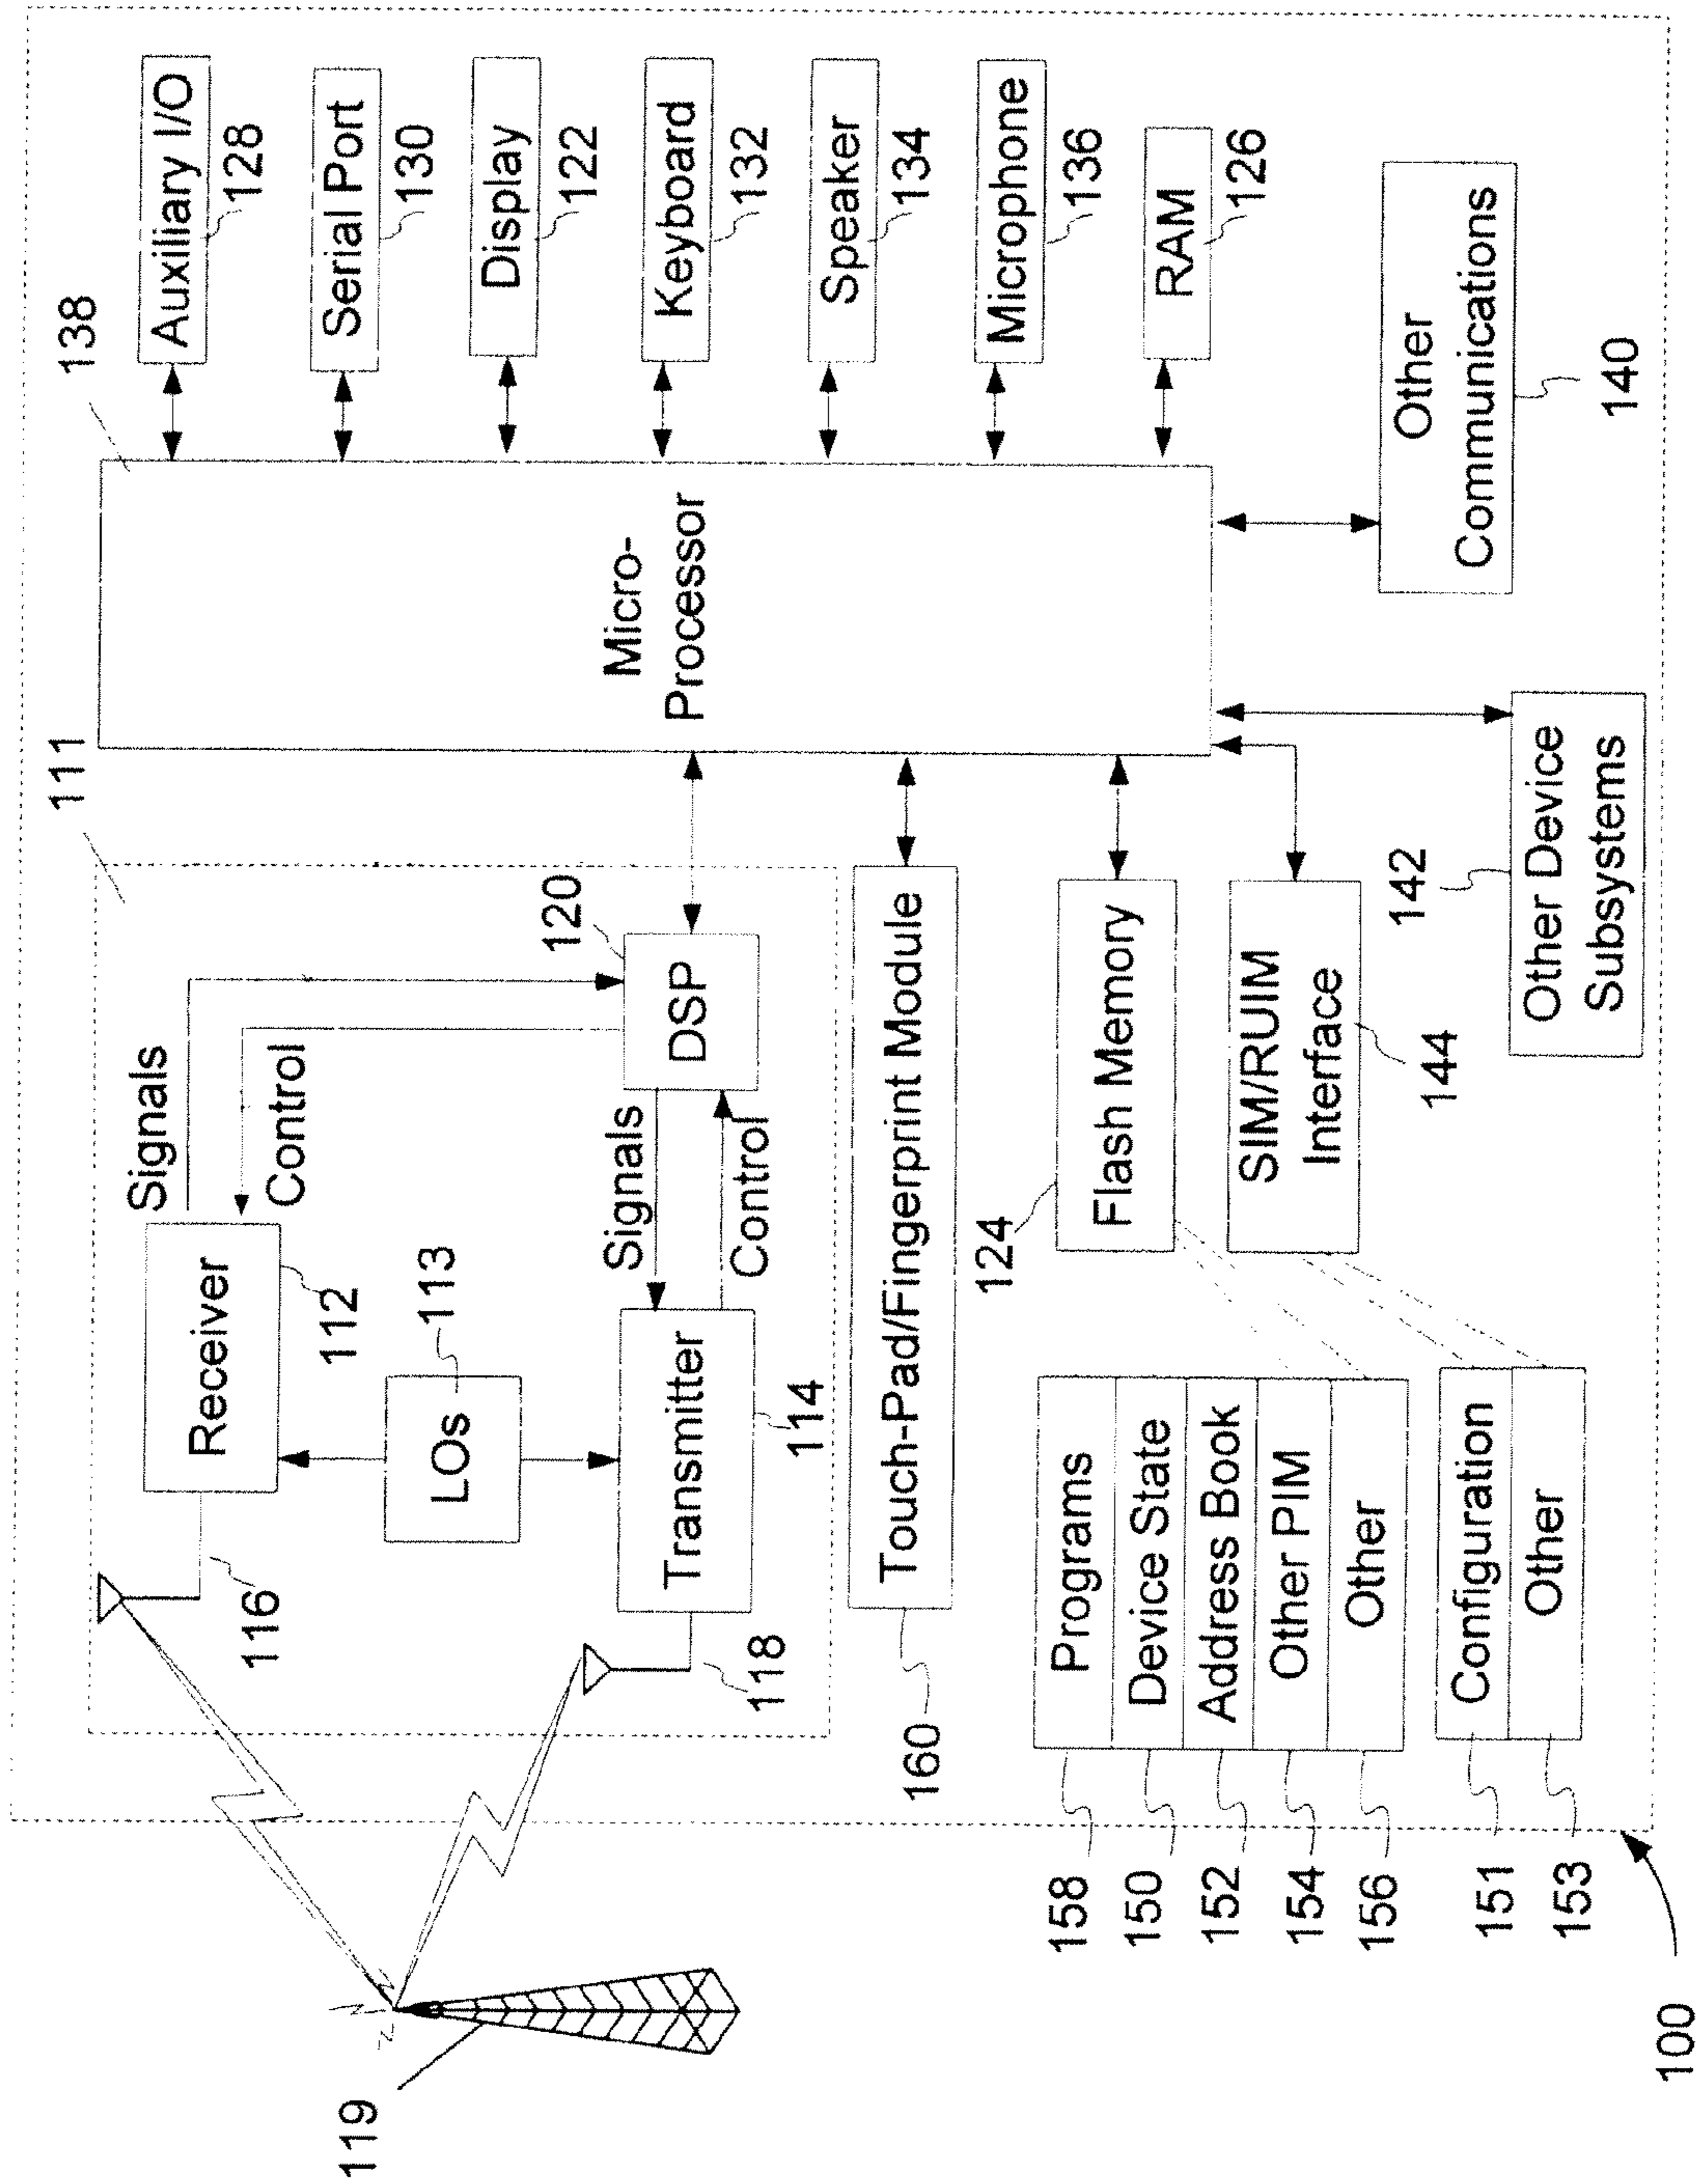 138
Auxiliary I/O
128
Serial Port
130
Display
122
Keyboard
132
Speaker
134
Microphone
136
RAM
126
Other
Communications
140
Micro-
Processor
111
120
DSP
Signals
Control
Signals
Control
Receiver
112
LOs
113
Transmitter
114
116
118
119
Touch-Pad/Fingerprint Module
160
Flash Memory
124
SIM/RUIM
Interface
144
142
Other Device
Subsystems
Programs
158
Device State
150
Address Book
152
Other PIM
154
Other
156
Configuration
151
Other
153
100